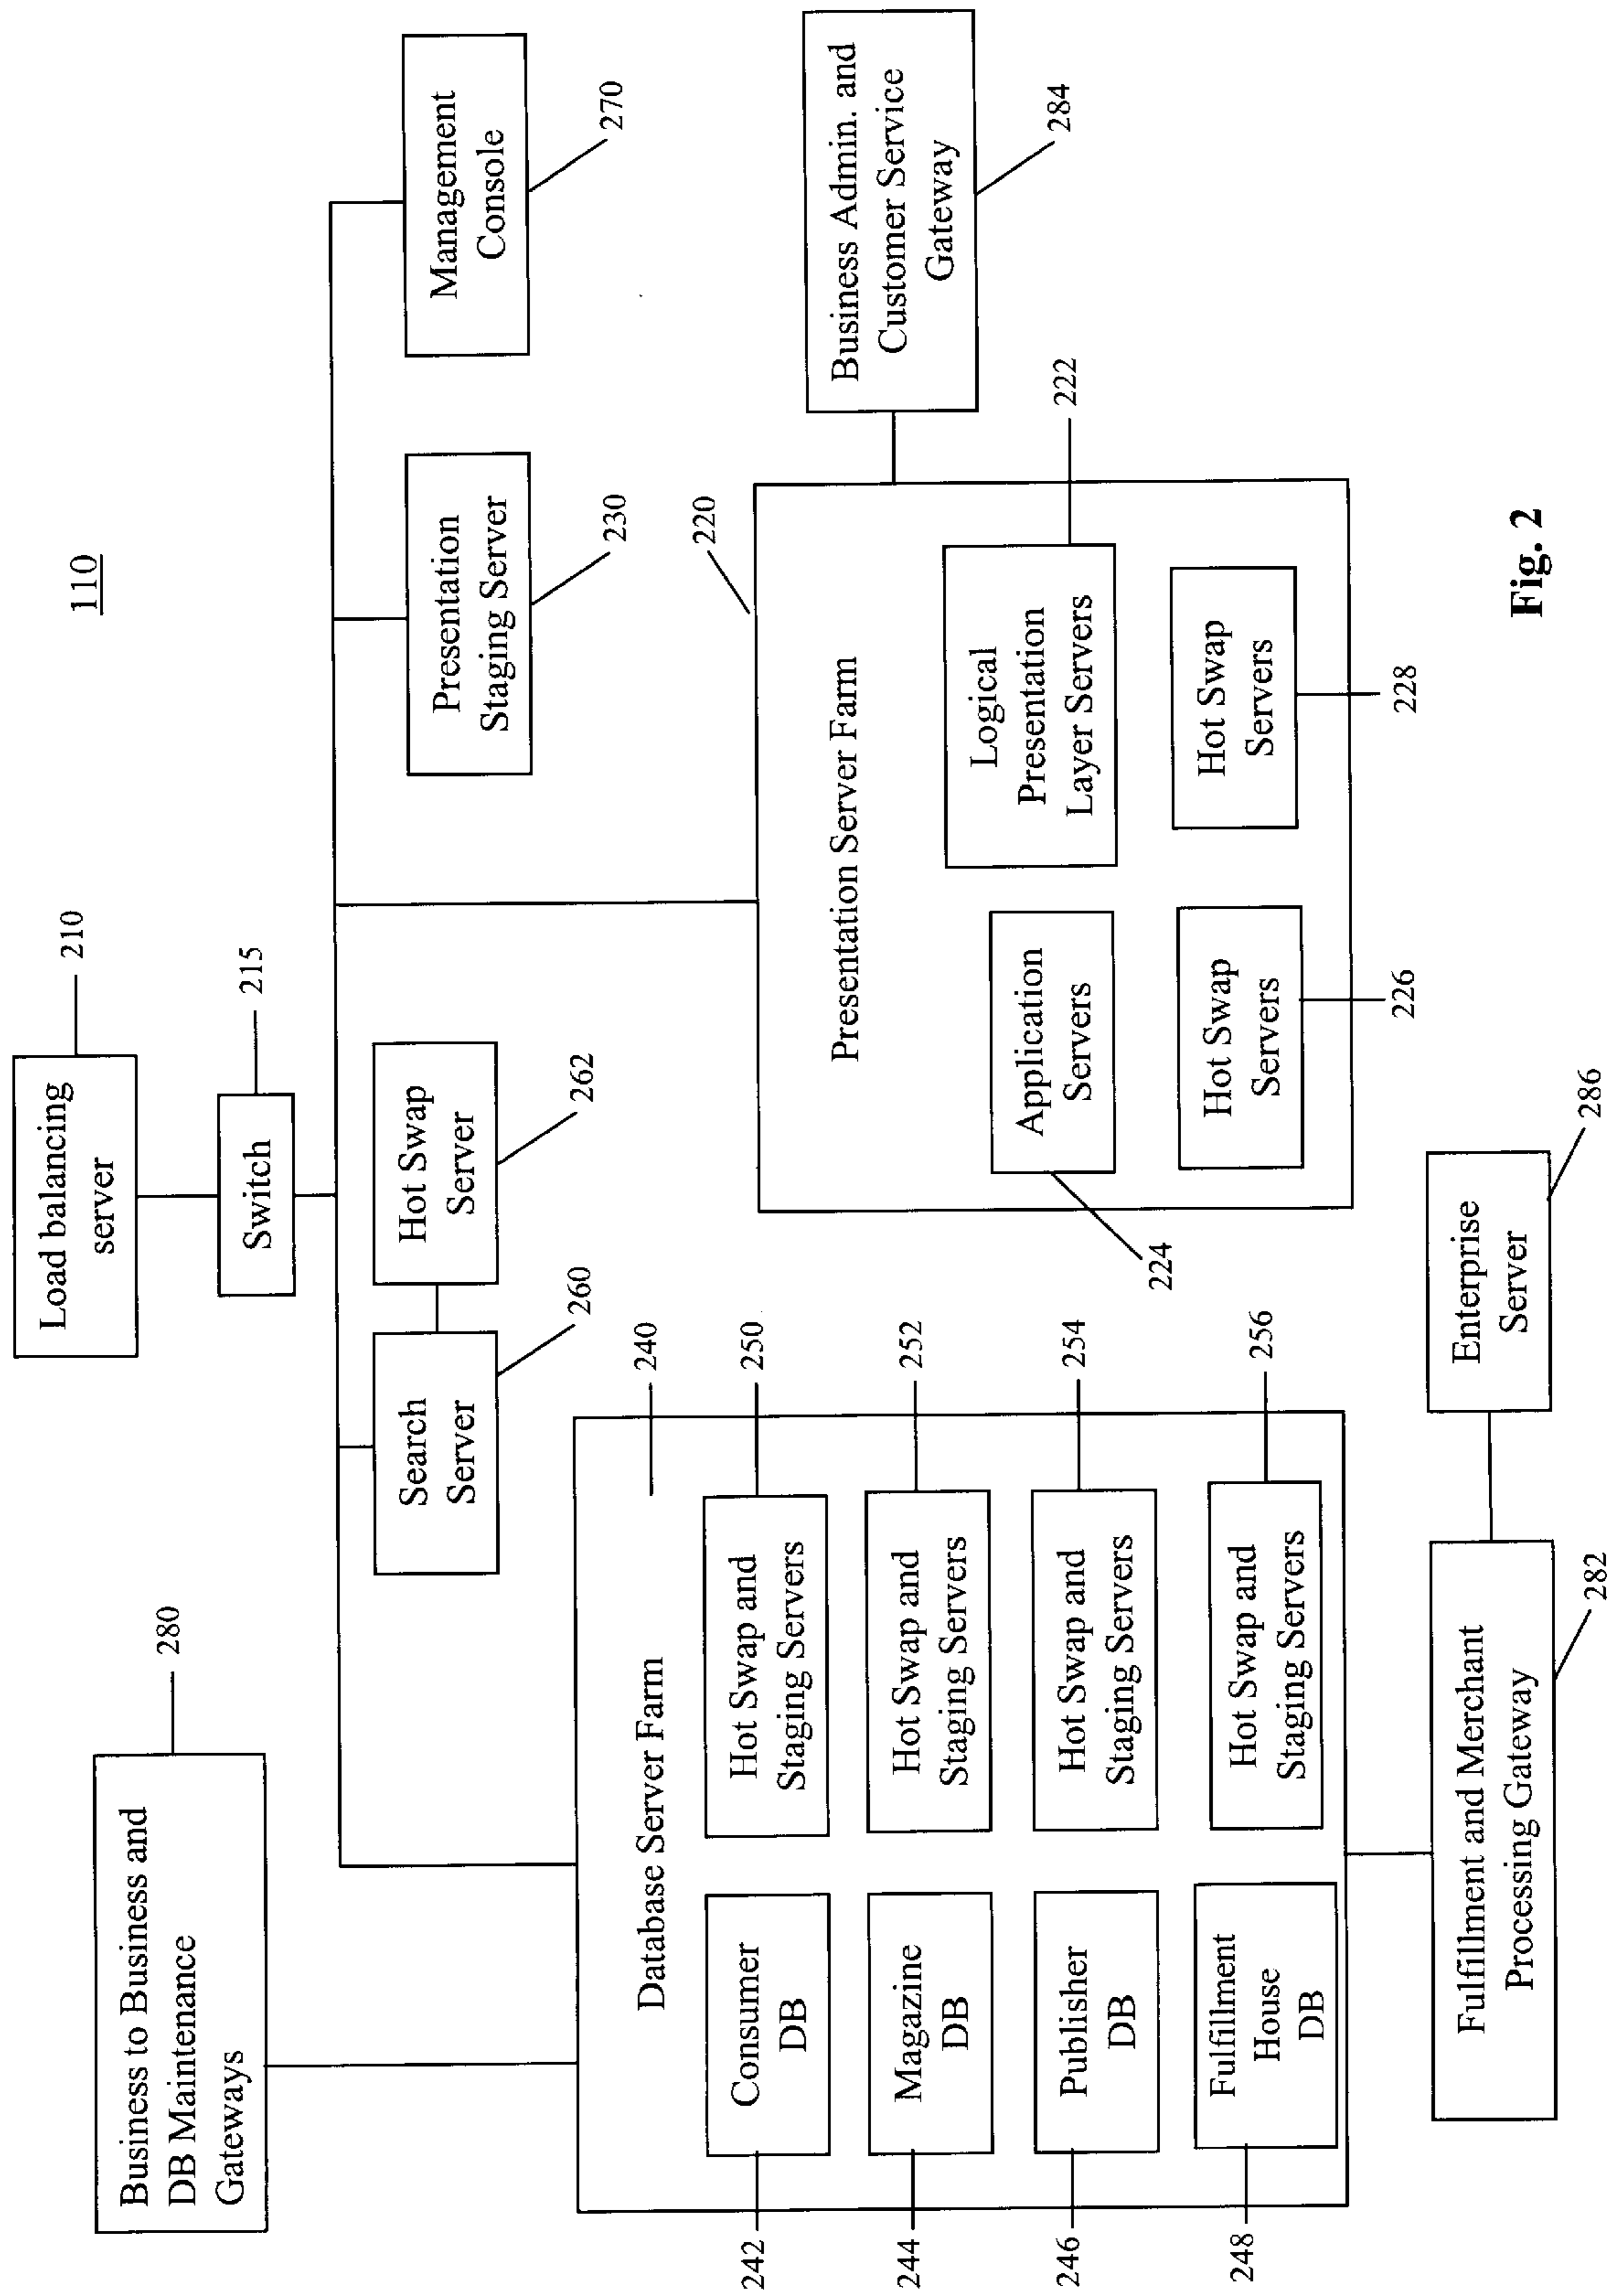 110
Load balancing
server
210
Switch
215
Business to Business and
DB Maintenance
Gateways
280
Search
Server
260
Hot Swap
Server
262
Presentation
Staging Server
230
Management
Console
270
Database Server Farm
240
Consumer
DB
242
Hot Swap and
Staging Servers
250
Magazine
DB
244
Hot Swap and
Staging Servers
252
Publisher
DB
246
Hot Swap and
Staging Servers
254
Fulfillment
House
DB
248
Hot Swap and
Staging Servers
256
Presentation Server Farm
220
Application
Servers
224
Logical
Presentation
Layer Servers
222
Hot Swap
Servers
226
Hot Swap
Servers
228
Business Admin. and
Customer Service
Gateway
284
Fulfillment and Merchant
Processing Gateway
282
Enterprise
Server
286
Fig. 2